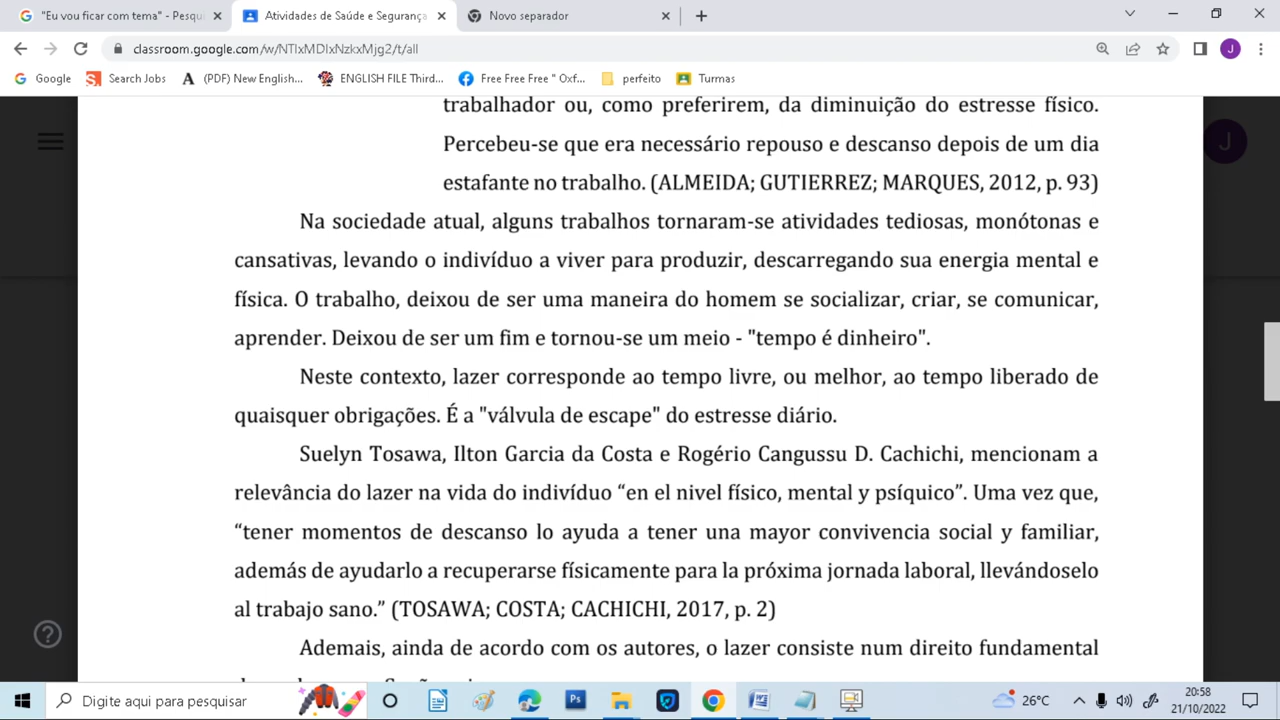 "Eu vou ficar com tema" - Pesqu
Atividades de Saúde e Segurança
Novo separador
classroom.google.com/w/NTIxMDIxNzkxMjg2/t/all
J
Google
Search Jobs
(PDF) New English...
ENGLISH FILE Third...
Free Free Free " Oxf...
perfeito
Turmas
J
trabalhador ou, como preferirem, da diminuição do estresse físico.
Percebeu-se que era necessário repouso e descanso depois de um dia
estafante no trabalho. (ALMEIDA; GUTIERREZ; MARQUES, 2012, p. 93)
Na sociedade atual, alguns trabalhos tornaram-se atividades tediosas, monótonas e
cansativas, levando o indivíduo a viver para produzir, descarregando sua energia mental e
física. O trabalho, deixou de ser uma maneira do homem se socializar, criar, se comunicar,
aprender. Deixou de ser um fim e tornou-se um meio - "tempo é dinheiro".
Neste contexto, lazer corresponde ao tempo livre, ou melhor, ao tempo liberado de
quaisquer obrigações. É a "válvula de escape" do estresse diário.
Suelyn Tosawa, Ilton Garcia da Costa e Rogério Cangussu D. Cachichi, mencionam a
relevância do lazer na vida do indivíduo “en el nivel físico, mental y psíquico”. Uma vez que,
“tener momentos de descanso lo ayuda a tener una mayor convivencia social y familiar,
además de ayudarlo a recuperarse físicamente para la próxima jornada laboral, llevándoselo
al trabajo sano.” (TOSAWA; COSTA; CACHICHI, 2017, p. 2)
Ademais, ainda de acordo com os autores, o lazer consiste num direito fundamental
Digite aqui para pesquisar
Ps
26°C
20:58
21/10/2022